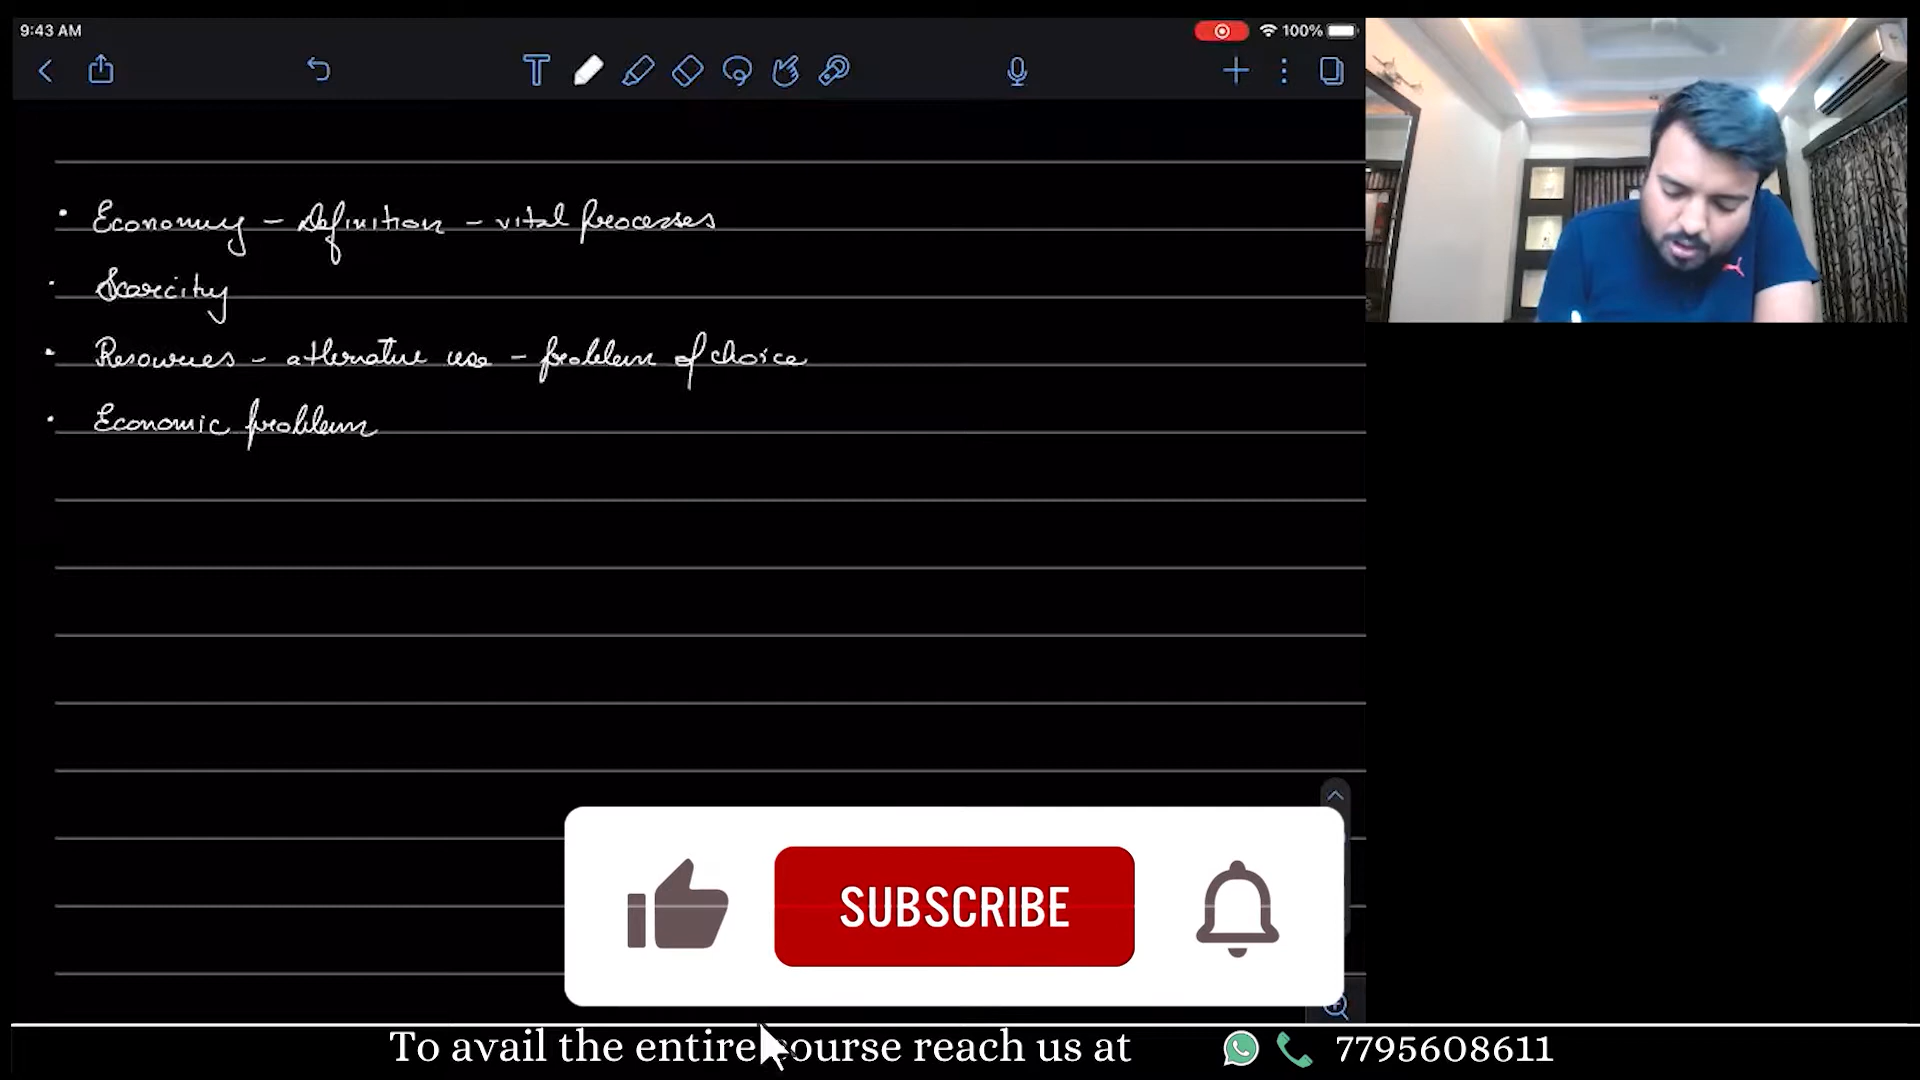 9:43 AM
100%
T
• Economy - Definition - vital processes
• Scarcity
• Resources - alternative use - problem of choice
• Economic problem
SUBSCRIBE
To avail the entire course reach us at 7795608611